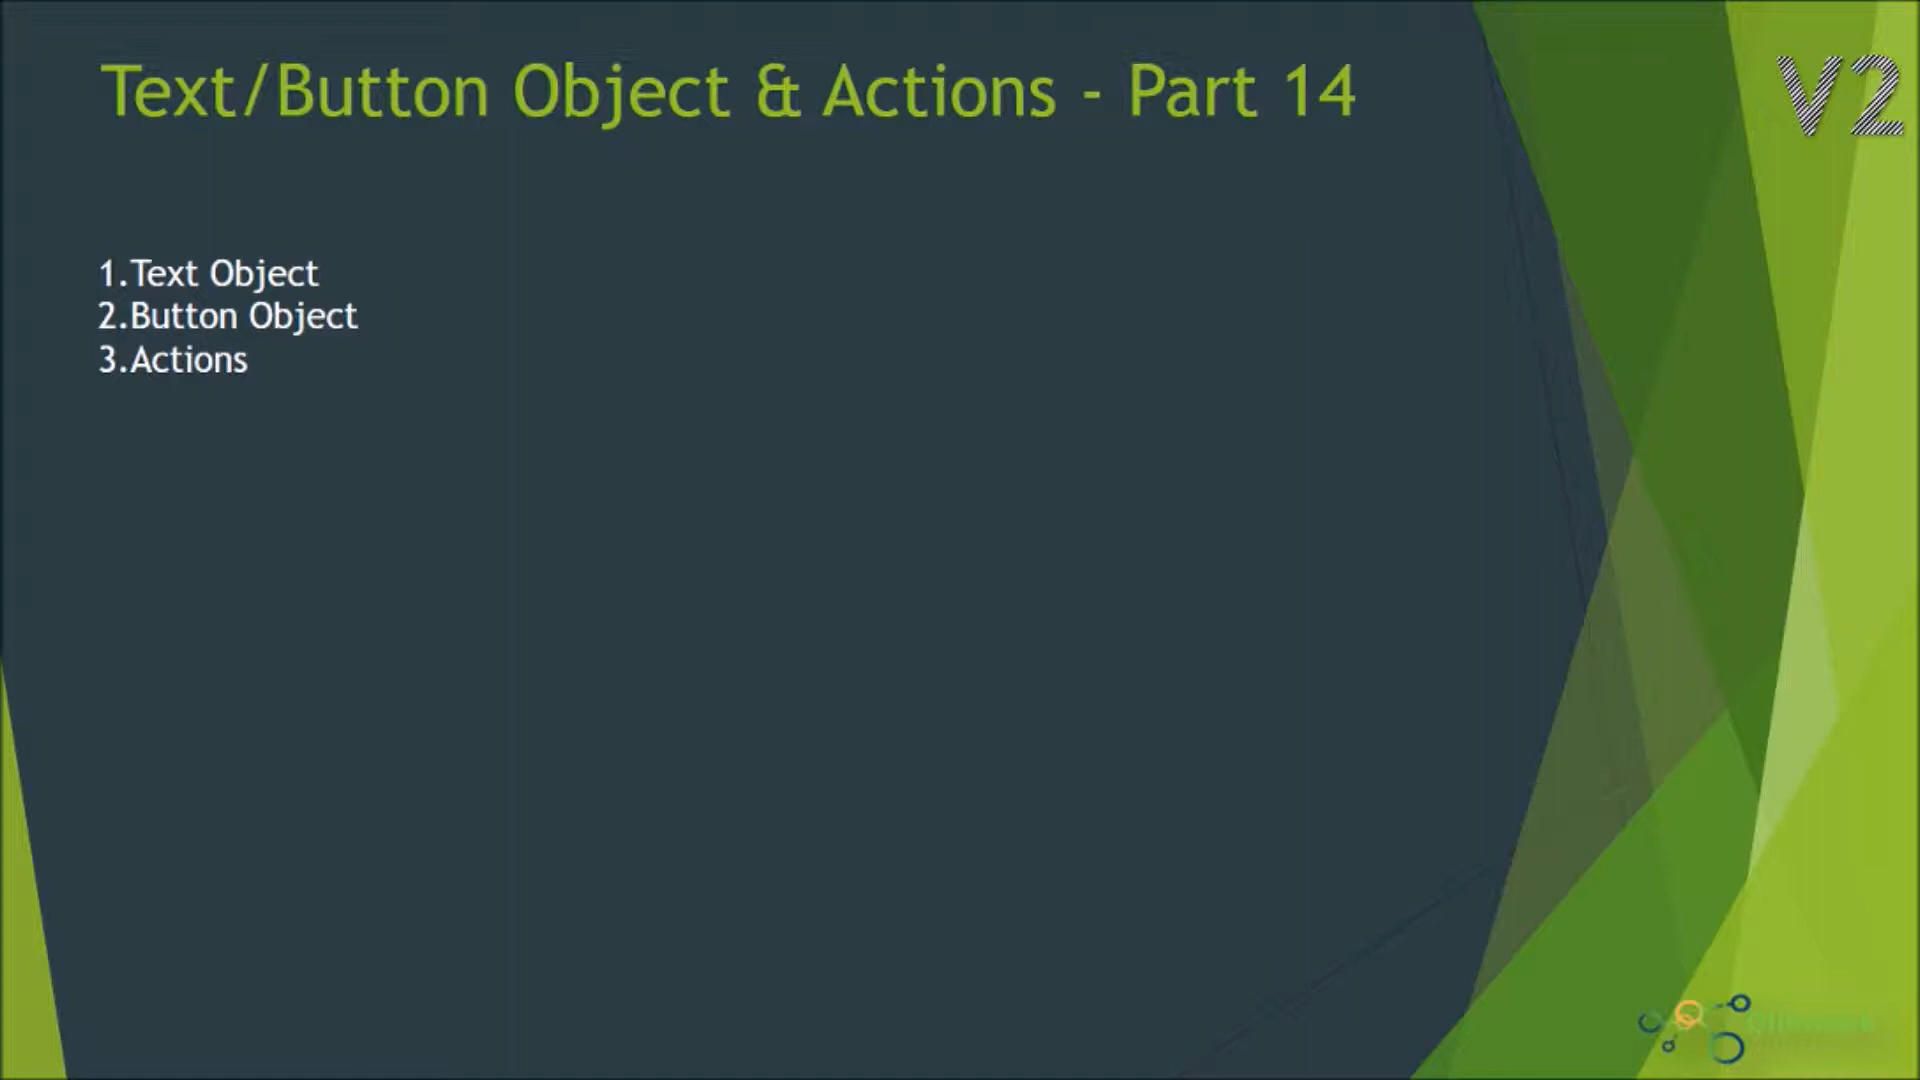 Text/Button Object & Actions - Part 14
V2
1.Text Object
2.Button Object
3.Actions